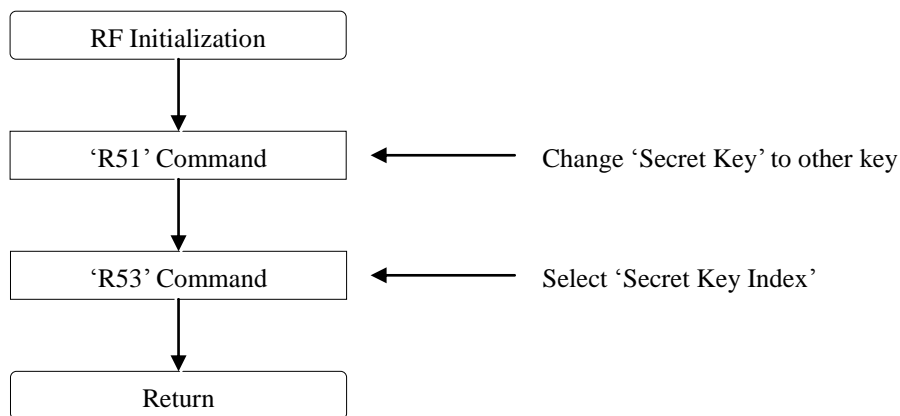 RF Initialization
‘R51’ Command
Change ‘Secret Key’ to other key
‘R53’ Command
Select ‘Secret Key Index’
Return